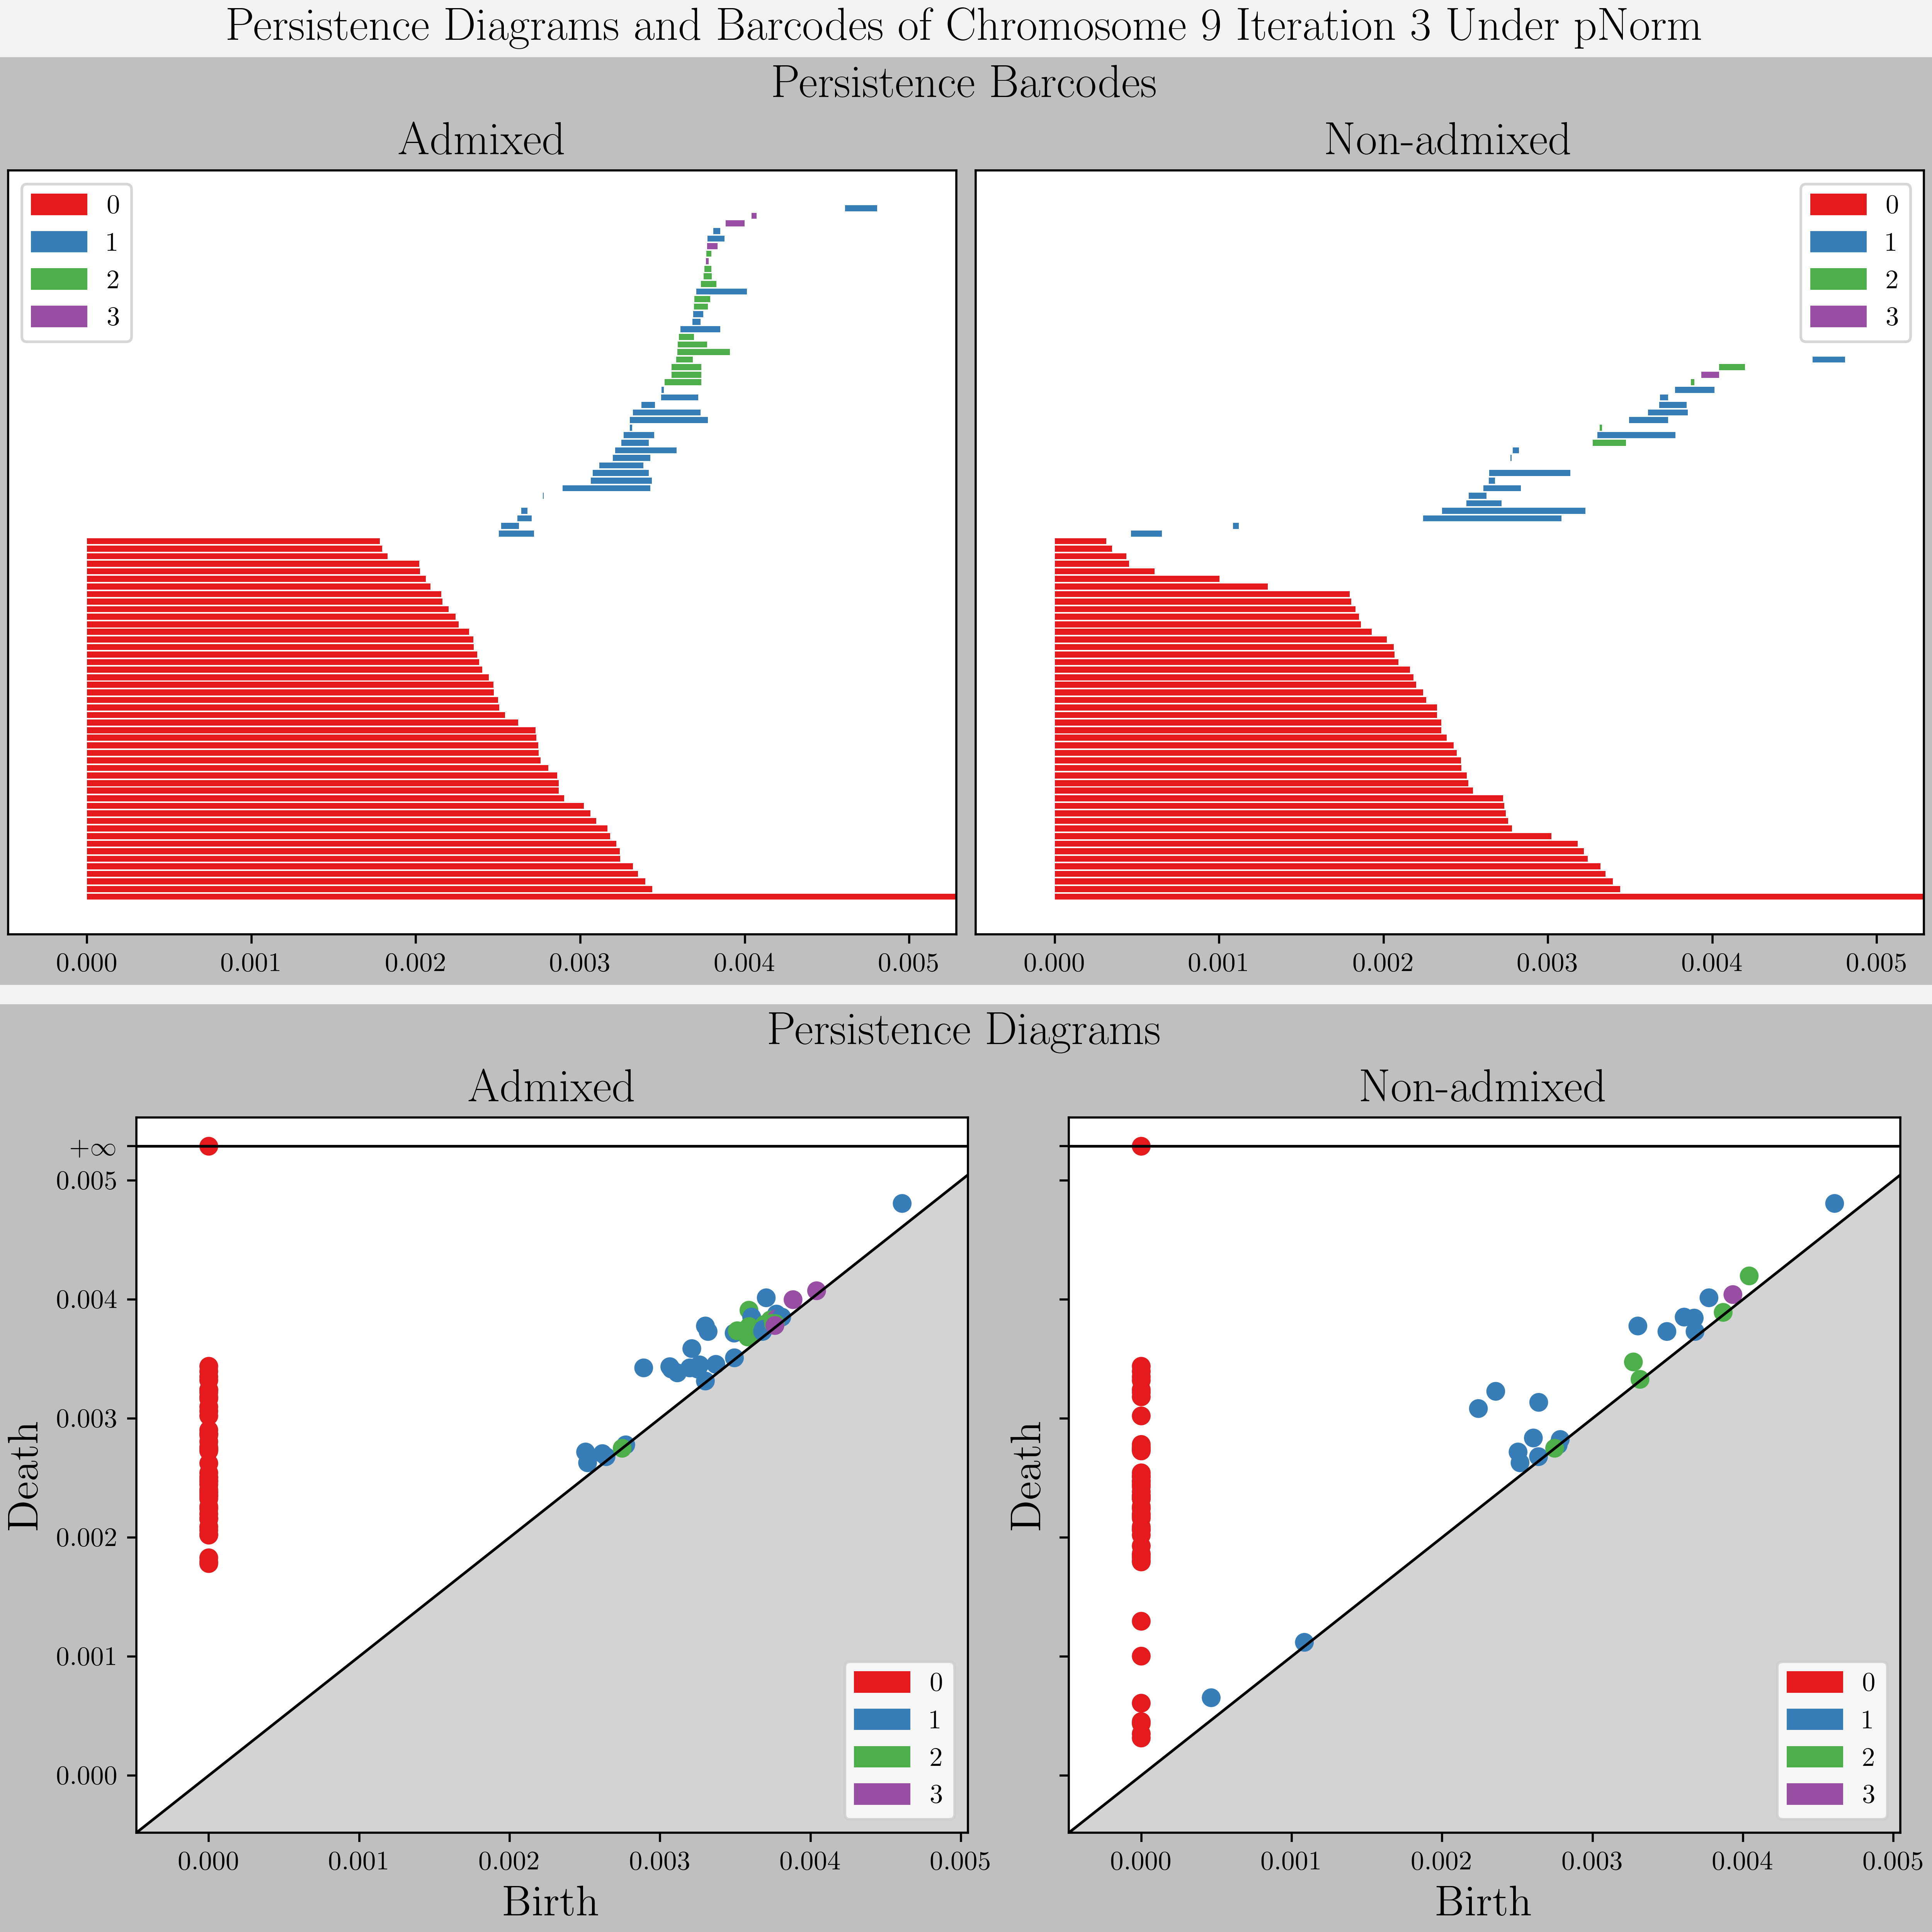 Persistence Diagrams and Barcodes of Chromosome 9 Iteration 3 Under pNorm
Persistence Barcodes
Admixed
Non-admixed
0
1
2
3
0
1
2
3
0.000 0.001 0.002 0.003 0.004 0.005
0.000 0.001 0.002 0.003 0.004 0.005
Persistence Diagrams
Admixed
Non-admixed
+∞
0.005
0.004
0.003
0.002
0.001
0.000
Death
Death
0
1
2
3
0
1
2
3
0.000 0.001 0.002 0.003 0.004 0.005
0.000 0.001 0.002 0.003 0.004 0.005
Birth
Birth